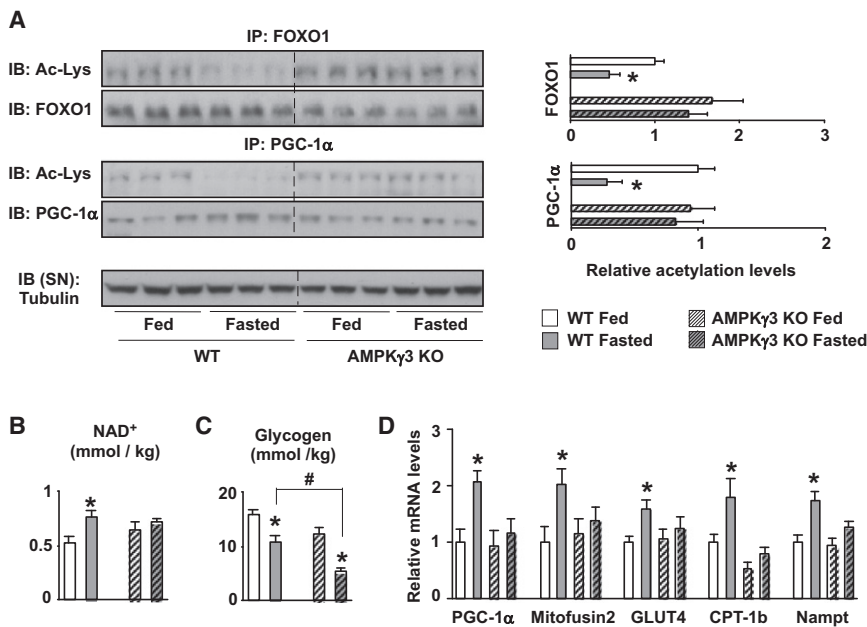 A
IP: FOXO1
IB: Ac-Lys
IB: FOXO1
IP: PGC-1α
IB: Ac-Lys
IB: PGC-1α
IB (SN):
Tubulin
Fed Fasted Fed Fasted
WT AMPKγ3 KO
FOXO1
*
0 1 2 3
PGC-1α
*
0 1 2
Relative acetylation levels
WT Fed AMPKγ3 KO Fed
WT Fasted AMPKγ3 KO Fasted
B
NAD+
(mmol / kg)
1
0.5
0
*
C
Glycogen
(mmol /kg)
20
10
0
#
*
*
D
Relative mRNA levels
3
2
1
0
* * * * *
PGC-1α Mitofusin2 GLUT4 CPT-1b Nampt